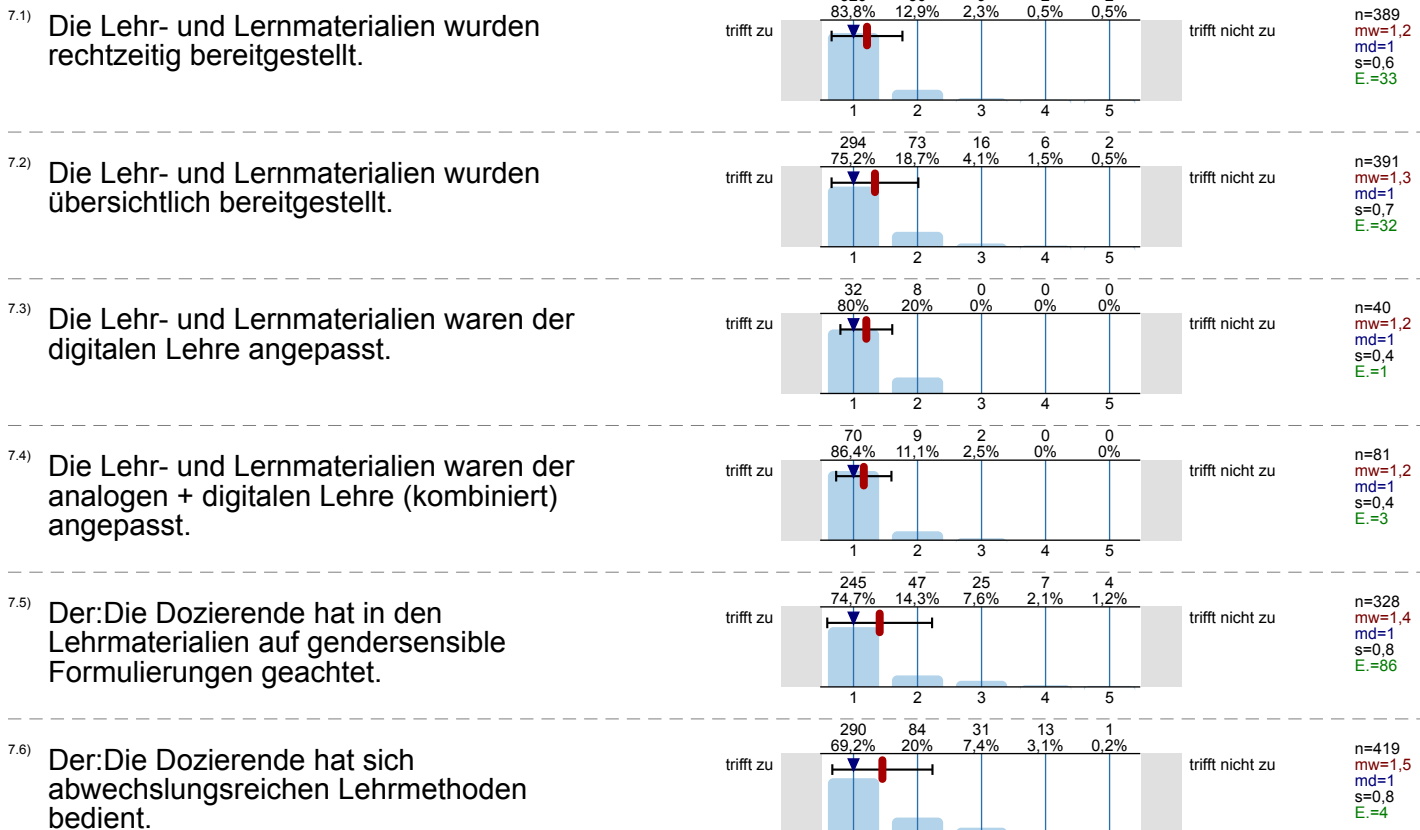 7.1) Die Lehr- und Lernmaterialien wurden
rechtzeitig bereitgestellt.
trifft zu
83,8% 12,9% 2,3% 0,5% 0,5%
1 2 3 4 5
trifft nicht zu
n=389
mw=1,2
md=1
s=0,6
E.=33
7.2) Die Lehr- und Lernmaterialien wurden
übersichtlich bereitgestellt.
trifft zu
294 73 16 6 2
75,2% 18,7% 4,1% 1,5% 0,5%
1 2 3 4 5
trifft nicht zu
n=391
mw=1,3
md=1
s=0,7
E.=32
7.3) Die Lehr- und Lernmaterialien waren der
digitalen Lehre angepasst.
trifft zu
32 8 0 0 0
80% 20% 0% 0% 0%
1 2 3 4 5
trifft nicht zu
n=40
mw=1,2
md=1
s=0,4
E.=1
7.4) Die Lehr- und Lernmaterialien waren der
analogen + digitalen Lehre (kombiniert)
angepasst.
trifft zu
70 9 2 0 0
86,4% 11,1% 2,5% 0% 0%
1 2 3 4 5
trifft nicht zu
n=81
mw=1,2
md=1
s=0,4
E.=3
7.5) Der:Die Dozierende hat in den
Lehrmaterialien auf gendersensible
Formulierungen geachtet.
trifft zu
245 47 25 7 4
74,7% 14,3% 7,6% 2,1% 1,2%
1 2 3 4 5
trifft nicht zu
n=328
mw=1,4
md=1
s=0,8
E.=86
7.6) Der:Die Dozierende hat sich
abwechslungsreichen Lehrmethoden
bedient.
trifft zu
290 84 31 13 1
69,2% 20% 7,4% 3,1% 0,2%
trifft nicht zu
n=419
mw=1,5
md=1
s=0,8
E.=4